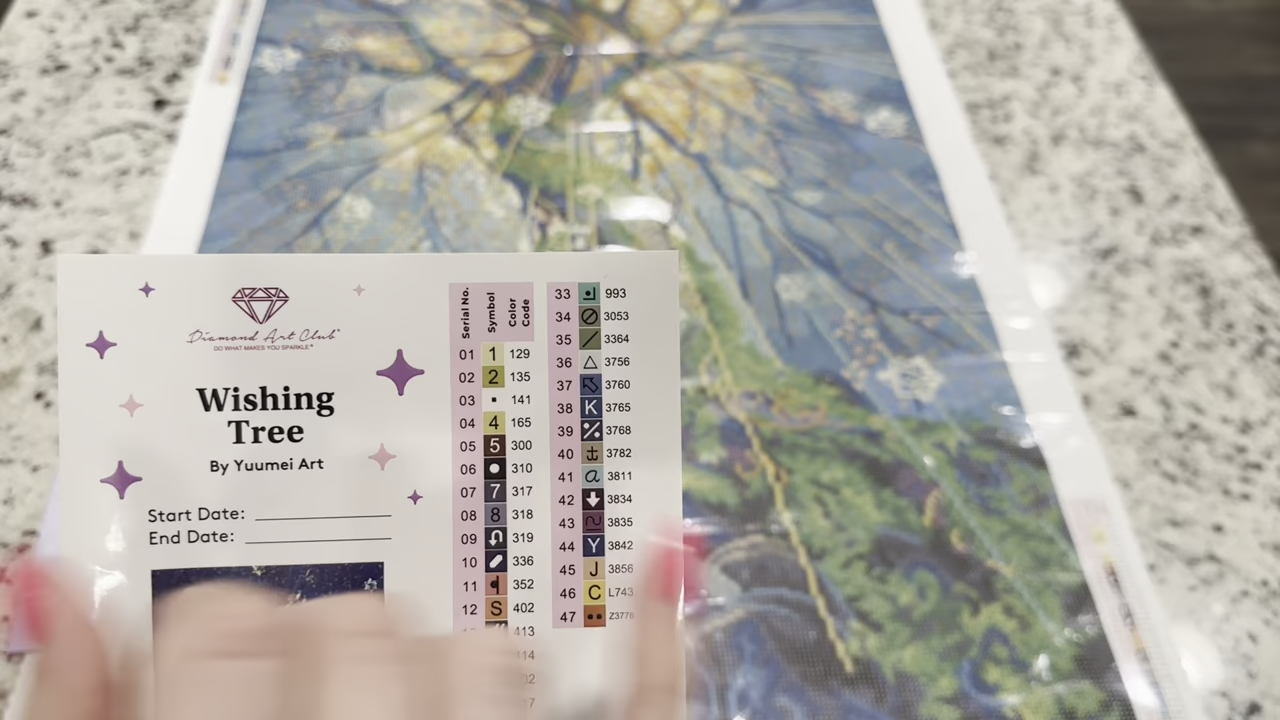 Diamond Art Club
DO WHAT MAKES YOU SPARKLE
Wishing
Tree
By Yuumei Art
Start Date:
End Date:
Serial No. Symbol Color Code
01 1 129
02 2 135
03 141
04 4 165
05 5 300
06 310
07 7 317
08 8 318
09 319
10 336
11 352
12 S 402
413
33 993
34 3053
35 3364
36 3756
37 3760
38 K 3765
39 3768
40 3782
41 a 3811
42 3834
43 3835
44 Y 3842
45 J 3856
46 C L743
47 Z3776